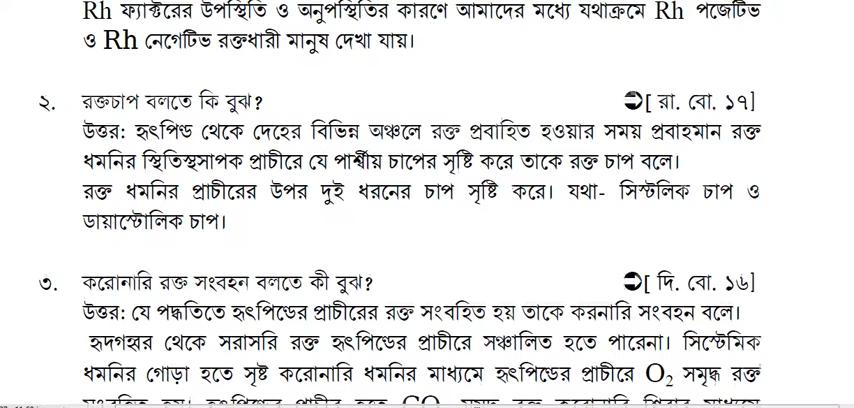 Rh ফ্যাক্টরের উপস্থিতি ও অনুপস্থিতির কারণে আমাদের মধ্যে যথাক্রমে Rh পজেটিভ
ও Rh নেগেটিভ রক্তধারী মানুষ দেখা যায়।
২. রক্তচাপ বলতে কি বুঝ? ➲[ রা. বো. ১৭]
উত্তর: হৃৎপিন্ড থেকে দেহের বিভিন্ন অঞ্চলে রক্ত প্রবাহিত হওয়ার সময় প্রবাহমান রক্ত
ধমনির স্থিতিস্থসাপক প্রাচীরে যে পার্শ্বীয় চাপের সৃষ্টি করে তাকে রক্ত চাপ বলে।
রক্ত ধমনির প্রাচীরের উপর দুই ধরনের চাপ সৃষ্টি করে। যথা- সিস্টলিক চাপ ও
ডায়াস্টোলিক চাপ।
৩. করোনারি রক্ত সংবহন বলতে কী বুঝ? ➲[ দি. বো. ১৬]
উত্তর: যে পদ্ধতিতে হৃৎপিন্ডের প্রাচীরের রক্ত সংবহিত হয় তাকে করনারি সংবহন বলে।
হৃদগহ্বর থেকে সরাসরি রক্ত হৃৎপিন্ডের প্রাচীরে সঞ্চালিত হতে পারেনা। সিস্টেমিক
ধমনির গোড়া হতে সৃষ্ট করোনারি ধমনির মাধ্যমে হৃৎপিন্ডের প্রাচীরে O₂ সমৃদ্ধ রক্ত